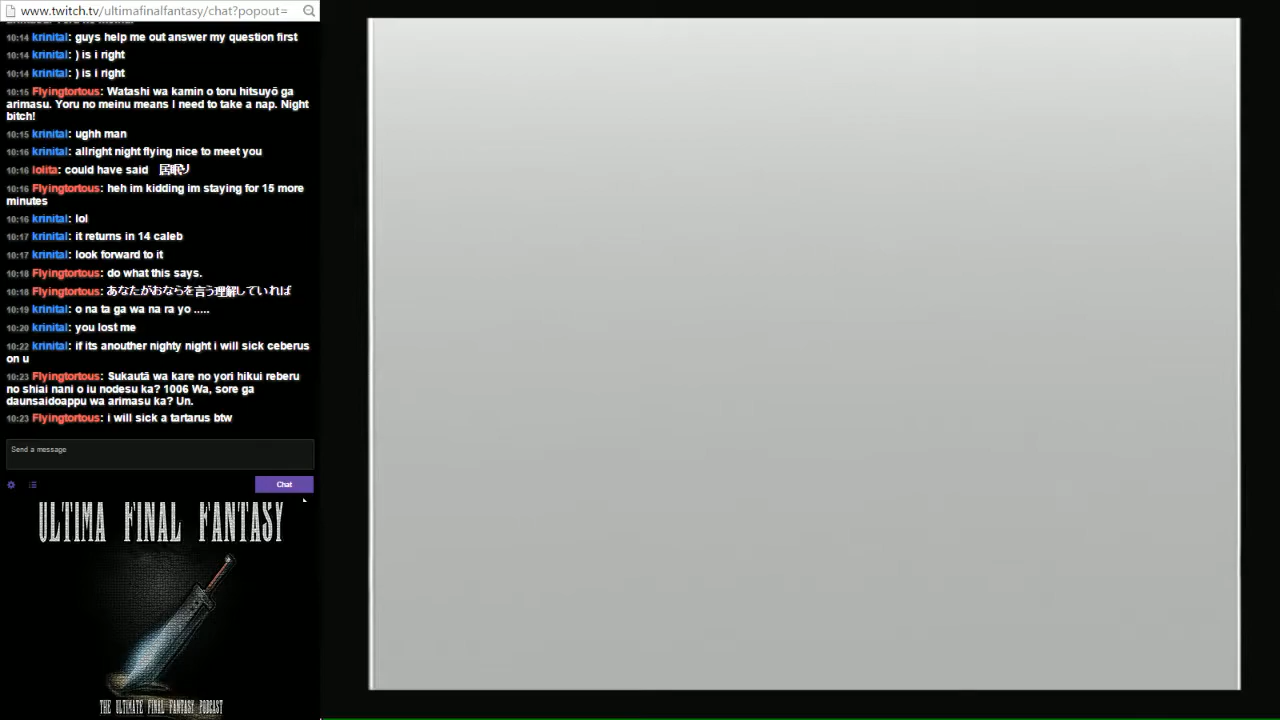 www.twitch.tv/ultimafinalfantasy/chat?popout=
10:14 krinital: guys help me out answer my question first
10:14 krinital: ) is i right
10:14 krinital: ) is i right
10:15 Flyingtortous: Watashi wa kamin o toru hitsuyō ga
arimasu. Yoru no meinu means I need to take a nap. Night
bitch!
10:15 krinital: ughh man
10:16 krinital: allright night flying nice to meet you
10:16 lolita: could have said 居眠り
10:16 Flyingtortous: heh im kidding im staying for 15 more
minutes
10:16 krinital: lol
10:17 krinital: it returns in 14 caleb
10:17 krinital: look forward to it
10:18 Flyingtortous: do what this says.
10:18 Flyingtortous: あなたがおならを言う理解していれば
10:19 krinital: o na ta ga wa na ra yo .....
10:20 krinital: you lost me
10:22 krinital: if its anouther nighty night i will sick ceberus
on u
10:23 Flyingtortous: Sukautā wa kare no yori hikui reberu
no shiai nani o iu nodesu ka? 1006 Wa, sore ga
daunsaidoappu wa arimasu ka? Un.
10:23 Flyingtortous: i will sick a tartarus btw
Send a message
Chat
ULTIMA FINAL FANTASY
THE ULTIMATE FINAL FANTASY PODCAST